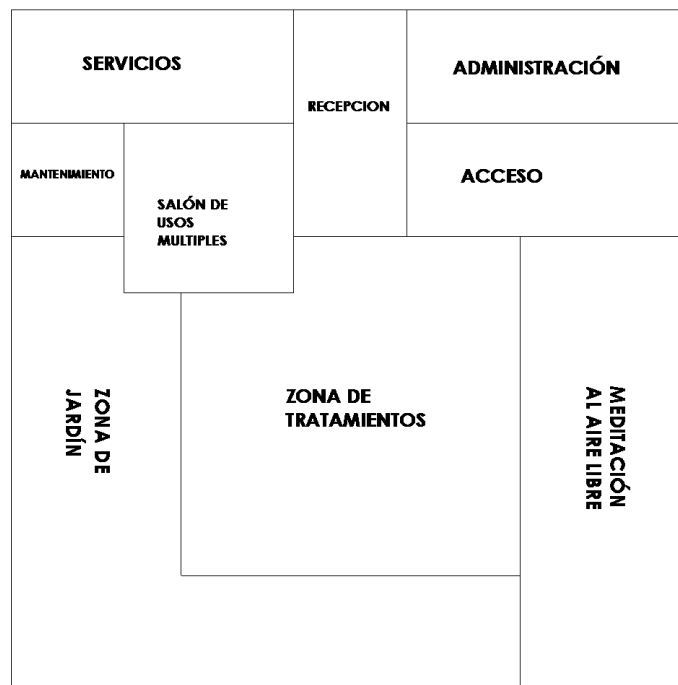 SERVICIOS
RECEPCION
ADMINISTRACIÓN
MANTENIMIENTO
SALÓN DE
USOS
MULTIPLES
ACCESO
ZONA DE
JARDÍN
ZONA DE
TRATAMIENTOS
MEDITACIÓN
AL AIRE LIBRE